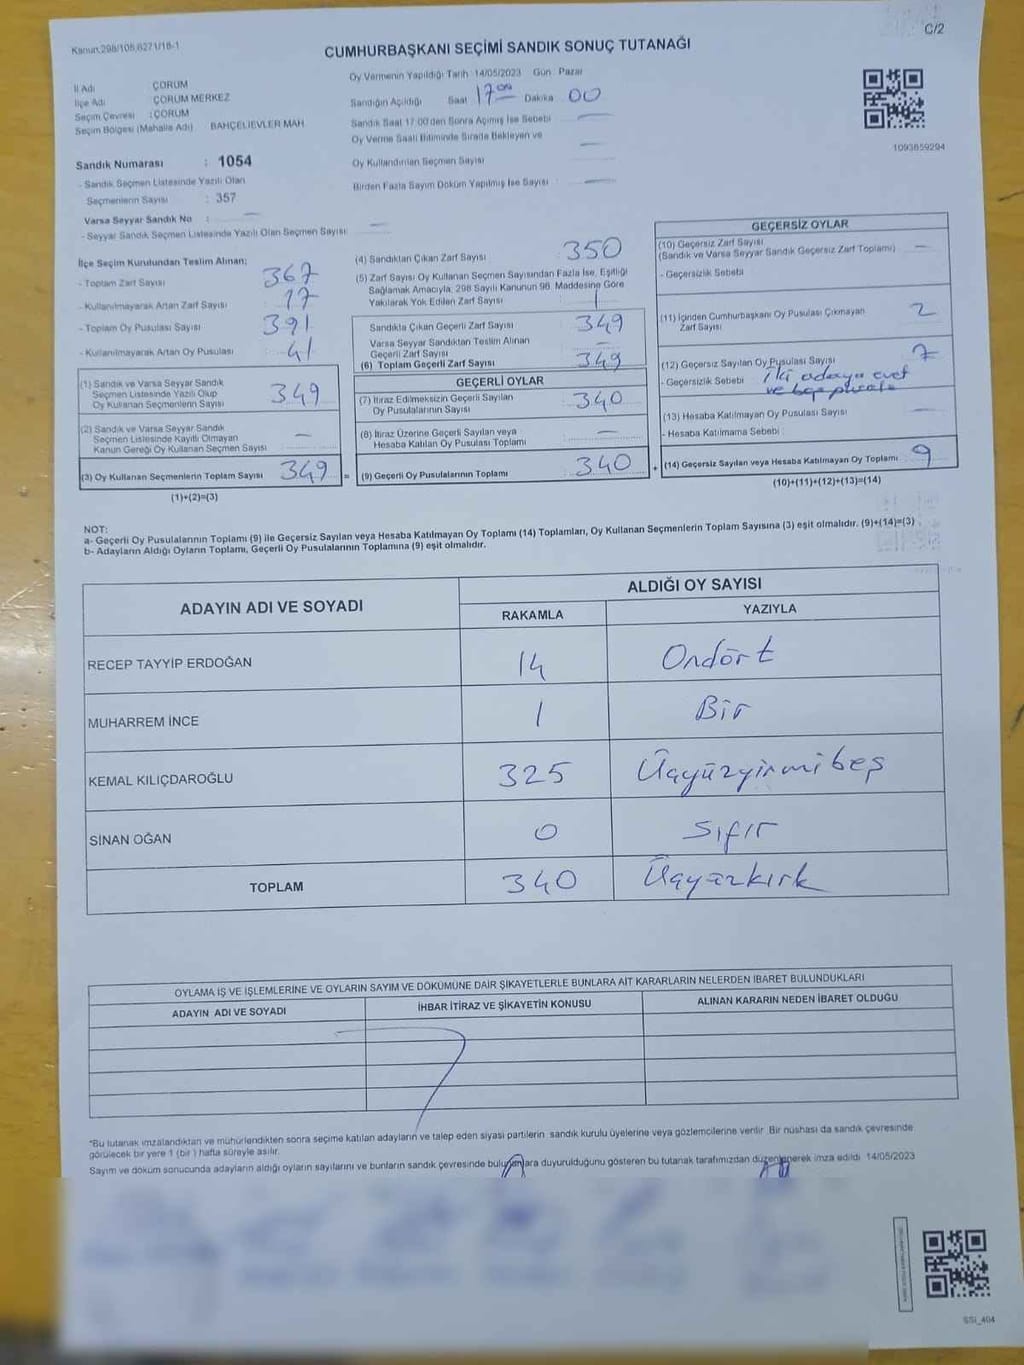 Kanun:298/105,6271/18-1
C/2
CUMHURBAŞKANI SEÇİMİ SANDIK SONUÇ TUTANAĞI
İl Adı ÇORUM
İlçe Adı ÇORUM MERKEZ
Seçim Çevresi : ÇORUM
Seçim Bölgesi (Mahalle Adı) BAHÇELİEVLER MAH.
Sandık Numarası : 1054
- Sandık Seçmen Listesinde Yazılı Olan
Seçmenlerin Sayısı : 357
Varsa Seyyar Sandık No : —
- Seyyar Sandık Seçmen Listesinde Yazılı Olan Seçmen Sayısı: —
Oy Vermenin Yapıldığı Tarih 14/05/2023 Gün Pazar
Sandığın Açıldığı Saat 17:00 Dakika 00
Sandık Saat 17:00'den Sonra Açılmış İse Sebebi —
Oy Verme Saati Bitiminde Sırada Bekleyen ve
Oy Kullandırılan Seçmen Sayısı —
Birden Fazla Sayım Döküm Yapılmış İse Sayısı —
1093859294
İlçe Seçim Kurulundan Teslim Alınan:
- Toplam Zarf Sayısı 367
- Kullanılmayarak Artan Zarf Sayısı 17
- Toplam Oy Pusulası Sayısı 391
- Kullanılmayarak Artan Oy Pusulası 41
(1) Sandık ve Varsa Seyyar Sandık
Seçmen Listesinde Yazılı Olup
Oy Kullanan Seçmenlerin Sayısı 349
(2) Sandık ve Varsa Seyyar Sandık
Seçmen Listesinde Kayıtlı Olmayan
Kanun Gereği Oy Kullanan Seçmen Sayısı —
(3) Oy Kullanan Seçmenlerin Toplam Sayısı 349 =
(1)+(2)=(3)
(4) Sandıktan Çıkan Zarf Sayısı 350
(5) Zarf Sayısı Oy Kullanan Seçmen Sayısından Fazla İse, Eşitliği
Sağlamak Amacıyla, 298 Sayılı Kanunun 98. Maddesine Göre
Yakılarak Yok Edilen Zarf Sayısı 1
Sandıkta Çıkan Geçerli Zarf Sayısı 349
Varsa Seyyar Sandıktan Teslim Alınan
Geçerli Zarf Sayısı —
(6) Toplam Geçerli Zarf Sayısı 349
GEÇERLİ OYLAR
(7) İtiraz Edilmeksizin Geçerli Sayılan
Oy Pusulalarının Sayısı 340
(8) İtiraz Üzerine Geçerli Sayılan veya
Hesaba Katılan Oy Pusulası Toplamı —
(9) Geçerli Oy Pusulalarının Toplamı 340 +
GEÇERSİZ OYLAR
(10) Geçersiz Zarf Sayısı
(Sandık ve Varsa Seyyar Sandık Geçersiz Zarf Toplamı) —
- Geçersizlik Sebebi
(11) İçinden Cumhurbaşkanı Oy Pusulası Çıkmayan
Zarf Sayısı 2
(12) Geçersiz Sayılan Oy Pusulası Sayısı 7
- Geçersizlik Sebebi İki adaya evet
ve boş pusula
(13) Hesaba Katılmayan Oy Pusulası Sayısı —
- Hesaba Katılmama Sebebi
(14) Geçersiz Sayılan veya Hesaba Katılmayan Oy Toplamı 9
(10)+(11)+(12)+(13)=(14)
NOT:
a- Geçerli Oy Pusulalarının Toplamı (9) ile Geçersiz Sayılan veya Hesaba Katılmayan Oy Toplamı (14) Toplamları, Oy Kullanan Seçmenlerin Toplam Sayısına (3) eşit olmalıdır. (9)+(14)=(3)
b- Adayların Aldığı Oyların Toplamı, Geçerli Oy Pusulalarının Toplamına (9) eşit olmalıdır.
ADAYIN ADI VE SOYADI ALDIĞI OY SAYISI
RAKAMLA YAZIYLA
RECEP TAYYİP ERDOĞAN 14 Ondört
MUHARREM İNCE 1 Bir
KEMAL KILIÇDAROĞLU 325 Üçyüzyirmibeş
SİNAN OĞAN 0 Sıfır
TOPLAM 340 Üçyüzkırk
OYLAMA İŞ VE İŞLEMLERİNE VE OYLARIN SAYIM VE DÖKÜMÜNE DAİR ŞİKAYETLERLE BUNLARA AİT KARARLARIN NELERDEN İBARET BULUNDUKLARI
ADAYIN ADI VE SOYADI İHBAR İTİRAZ VE ŞİKAYETİN KONUSU ALINAN KARARIN NEDEN İBARET OLDUĞU
*Bu tutanak imzalandıktan ve mühürlendikten sonra seçime katılan adayların ve talep eden siyasi partilerin sandık kurulu üyelerine veya gözlemcilerine verilir. Bir nüshası da sandık çevresinde
görülecek bir yere 1 (bir) hafta süreyle asılır.
Sayım ve döküm sonucunda adayların aldığı oyların sayılarını ve bunların sandık çevresinde bulunanlara duyurulduğunu gösteren bu tutanak tarafımızdan düzenlenerek imza edildi. 14/05/2023
SSI_404